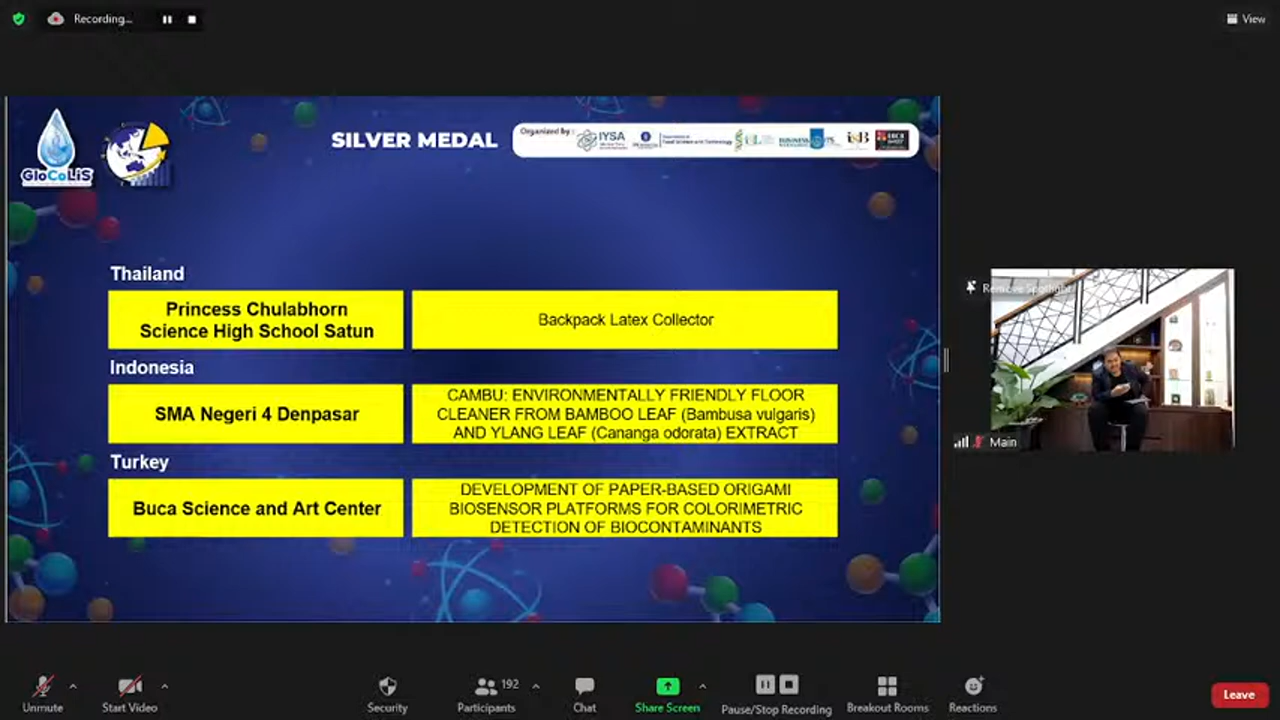 Recording...
View
GloCoLiS
SILVER MEDAL
Organized by :
IYSA
Food Science and Technology
Thailand
Princess Chulabhorn
Science High School Satun
Backpack Latex Collector
Indonesia
SMA Negeri 4 Denpasar
CAMBU: ENVIRONMENTALLY FRIENDLY FLOOR
CLEANER FROM BAMBOO LEAF (Bambusa vulgaris)
AND YLANG LEAF (Cananga odorata) EXTRACT
Turkey
Buca Science and Art Center
DEVELOPMENT OF PAPER-BASED ORIGAMI
BIOSENSOR PLATFORMS FOR COLORIMETRIC
DETECTION OF BIOCONTAMINANTS
Remove Spotlight
Main
Unmute
Start Video
Security
Participants
192
Chat
Share Screen
Pause/Stop Recording
Breakout Rooms
Reactions
Leave